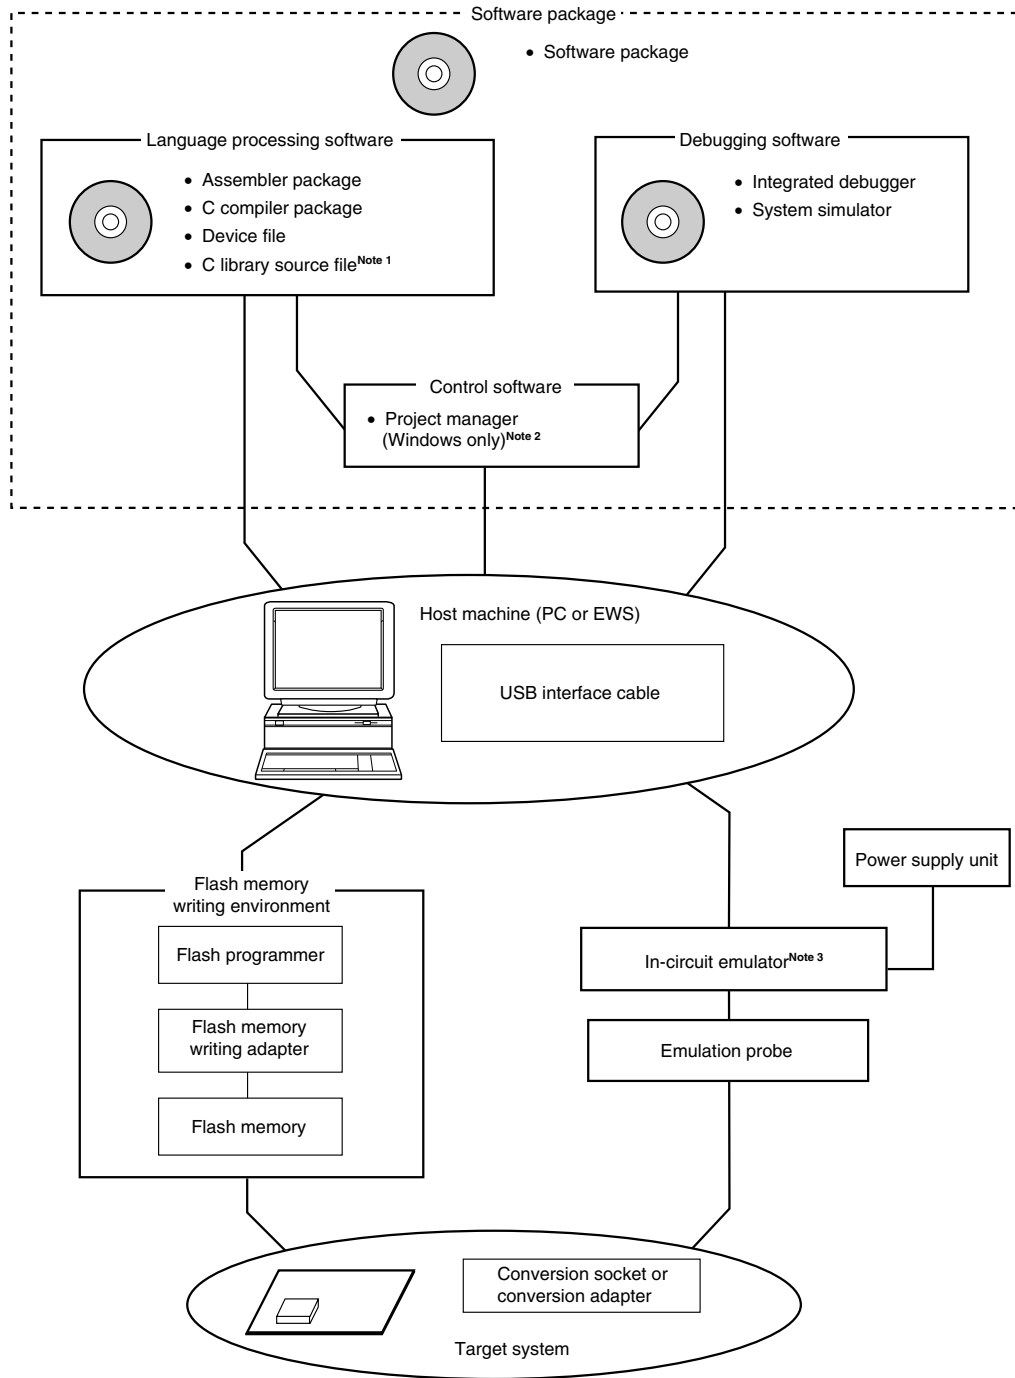 Software package
• Software package
Language processing software
• Assembler package
• C compiler package
• Device file
• C library source fileNote 1
Debugging software
• Integrated debugger
• System simulator
Control software
• Project manager
(Windows only)Note 2
Host machine (PC or EWS)
USB interface cable
Flash memory
writing environment
Flash programmer
Flash memory
writing adapter
Flash memory
Power supply unit
In-circuit emulatorNote 3
Emulation probe
Conversion socket or
conversion adapter
Target system